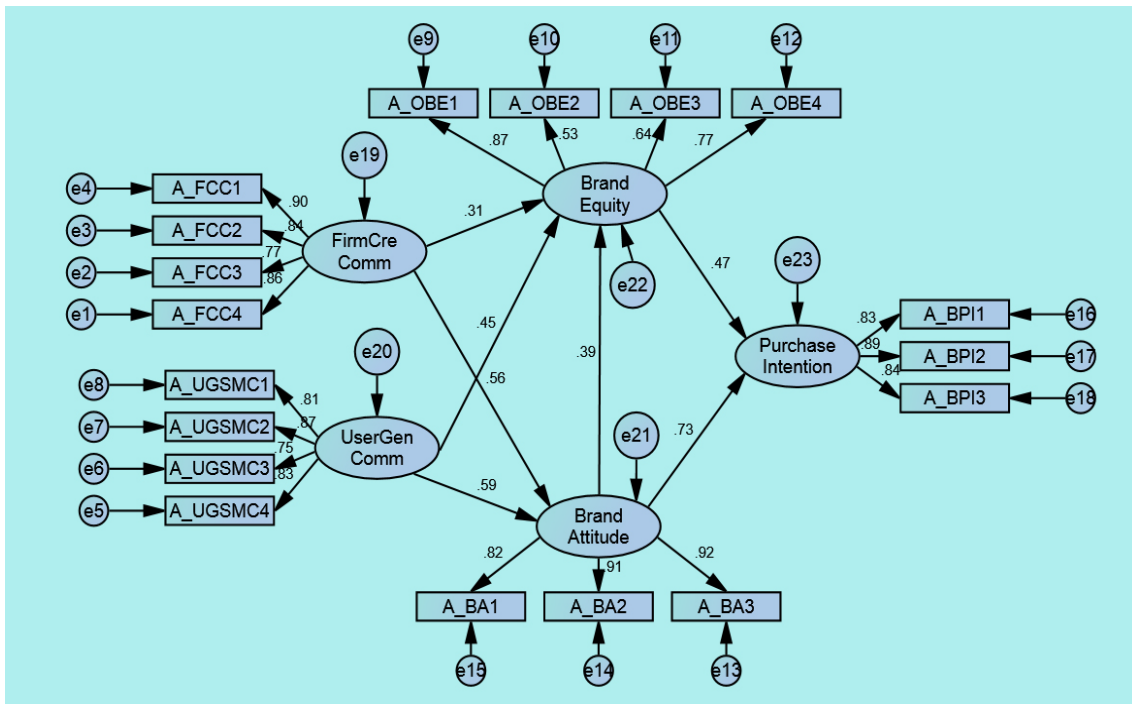 e9
e10
e11
e12
A_OBE1
A_OBE2
A_OBE3
A_OBE4
.87
.53
.64
.77
e19
e4
A_FCC1
.90
e3
A_FCC2
.84
e2
A_FCC3
.77
e1
A_FCC4
.86
FirmCre
Comm
.31
Brand
Equity
e22
.47
e23
.45
.56
.39
e20
e8
A_UGSMC1
.81
e7
A_UGSMC2
.87
e6
A_UGSMC3
.75
e5
A_UGSMC4
.83
UserGen
Comm
.59
e21
.73
Purchase
Intention
.83
A_BPI1
e16
.89
A_BPI2
e17
.84
A_BPI3
e18
Brand
Attitude
.82
.91
.92
A_BA1
A_BA2
A_BA3
e15
e14
e13